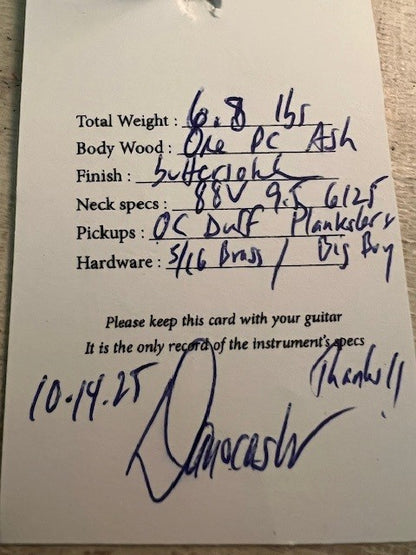 Total Weight : 6.8 lbs
Body Wood : One PC Ash
Finish : butterscotch
Neck specs : 88V 9.5 6125
Pickups : OC Duff Plankster
Hardware : 5/16 Brass / Big Boy
Please keep this card with your guitar
It is the only record of the instrument's specs
10.14.25
Thanks!!
Danocaster